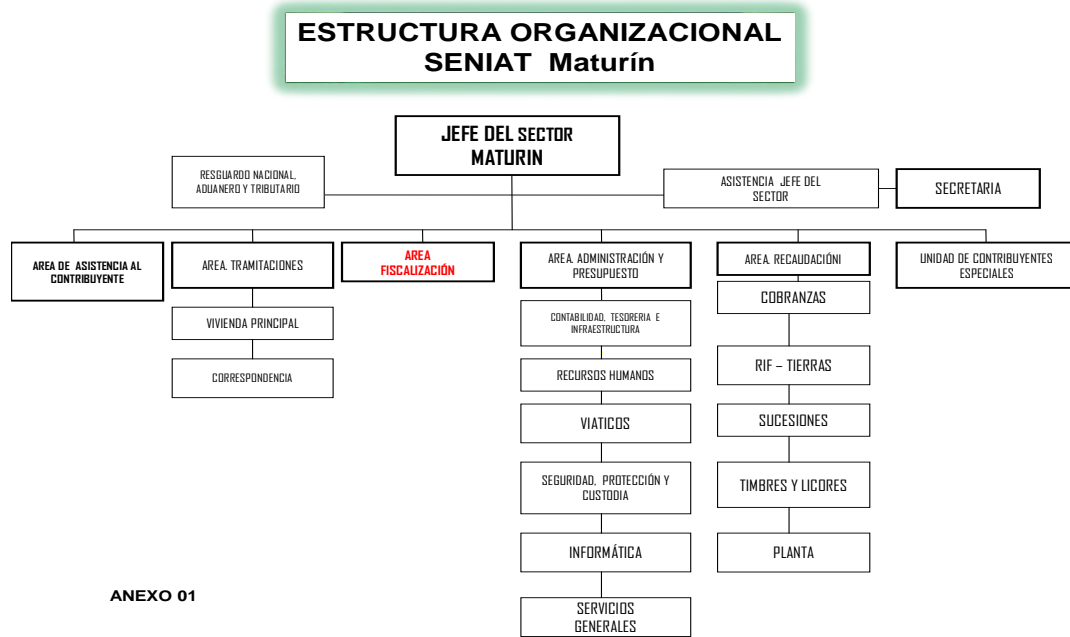 ESTRUCTURA ORGANIZACIONAL
SENIAT Maturín
JEFE DEL SECTOR
MATURIN
RESGUARDO NACIONAL,
ADUANERO Y TRIBUTARIO
ASISTENCIA JEFE DEL
SECTOR
SECRETARIA
AREA DE ASISTENCIA AL
CONTRIBUYENTE
AREA. TRAMITACIONES
AREA
FISCALIZACIÓN
AREA. ADMINISTRACIÓN Y
PRESUPUESTO
AREA. RECAUDACIÓNI
UNIDAD DE CONTRIBUYENTES
ESPECIALES
VIVIENDA PRINCIPAL
CORRESPONDENCIA
CONTABILIDAD, TESORERIA E
INFRAESTRUCTURA
RECURSOS HUMANOS
VIATICOS
SEGURIDAD, PROTECCIÓN Y
CUSTODIA
INFORMÁTICA
SERVICIOS
GENERALES
COBRANZAS
RIF – TIERRAS
SUCESIONES
TIMBRES Y LICORES
PLANTA
ANEXO 01